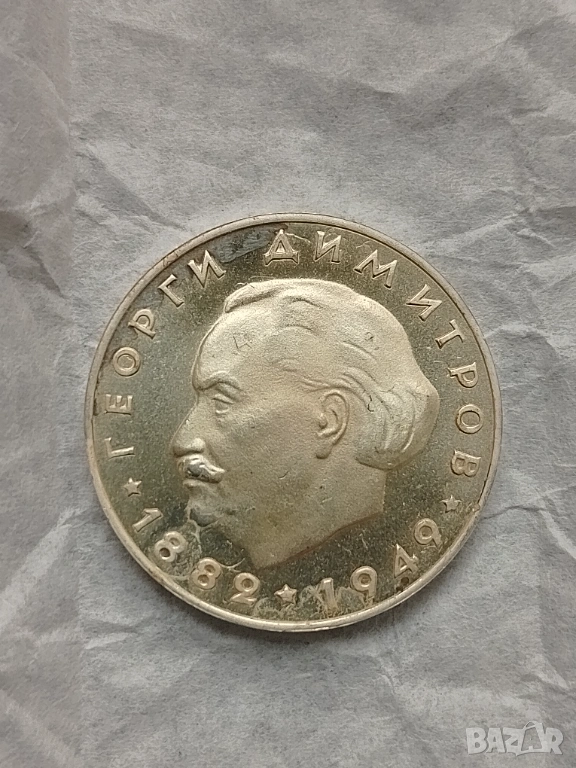 ГЕОРГИ ДИМИТРОВ
★ 1882 ★ 1949 ★
BAZAR